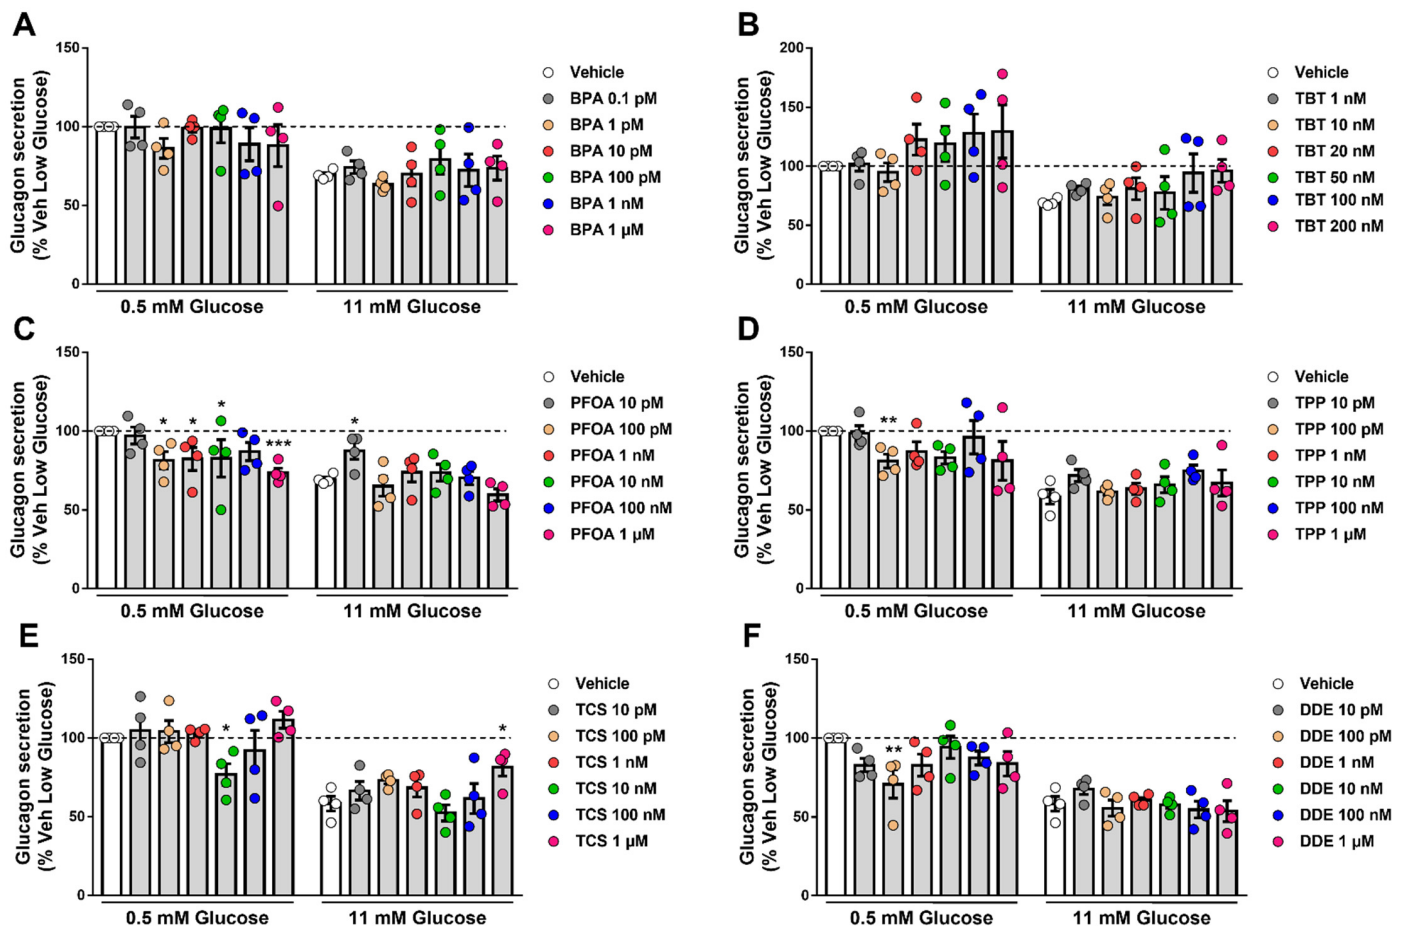 A
Glucagon secretion
(% Veh Low Glucose)
150
100
50
0
0.5 mM Glucose
11 mM Glucose
Vehicle
BPA 0.1 pM
BPA 1 pM
BPA 10 pM
BPA 100 pM
BPA 1 nM
BPA 1 µM
B
Glucagon secretion
(% Veh Low Glucose)
200
150
100
50
0
0.5 mM Glucose
11 mM Glucose
Vehicle
TBT 1 nM
TBT 10 nM
TBT 20 nM
TBT 50 nM
TBT 100 nM
TBT 200 nM
C
Glucagon secretion
(% Veh Low Glucose)
150
100
50
0
* * * *** *
0.5 mM Glucose
11 mM Glucose
Vehicle
PFOA 10 pM
PFOA 100 pM
PFOA 1 nM
PFOA 10 nM
PFOA 100 nM
PFOA 1 µM
D
Glucagon secretion
(% Veh Low Glucose)
150
100
50
0
**
0.5 mM Glucose
11 mM Glucose
Vehicle
TPP 10 pM
TPP 100 pM
TPP 1 nM
TPP 10 nM
TPP 100 nM
TPP 1 µM
E
Glucagon secretion
(% Veh Low Glucose)
150
100
50
0
* *
0.5 mM Glucose
11 mM Glucose
Vehicle
TCS 10 pM
TCS 100 pM
TCS 1 nM
TCS 10 nM
TCS 100 nM
TCS 1 µM
F
Glucagon secretion
(% Veh Low Glucose)
150
100
50
0
**
0.5 mM Glucose
11 mM Glucose
Vehicle
DDE 10 pM
DDE 100 pM
DDE 1 nM
DDE 10 nM
DDE 100 nM
DDE 1 µM